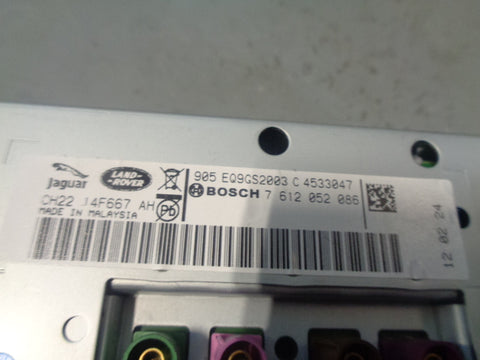 JAGUAR
LAND-ROVER
905 EQ9GS2003 C 4533047
BOSCH 7 612 052 086
CH22 J4F667 AH
Pb
MADE IN MALAYSIA
12 02 24